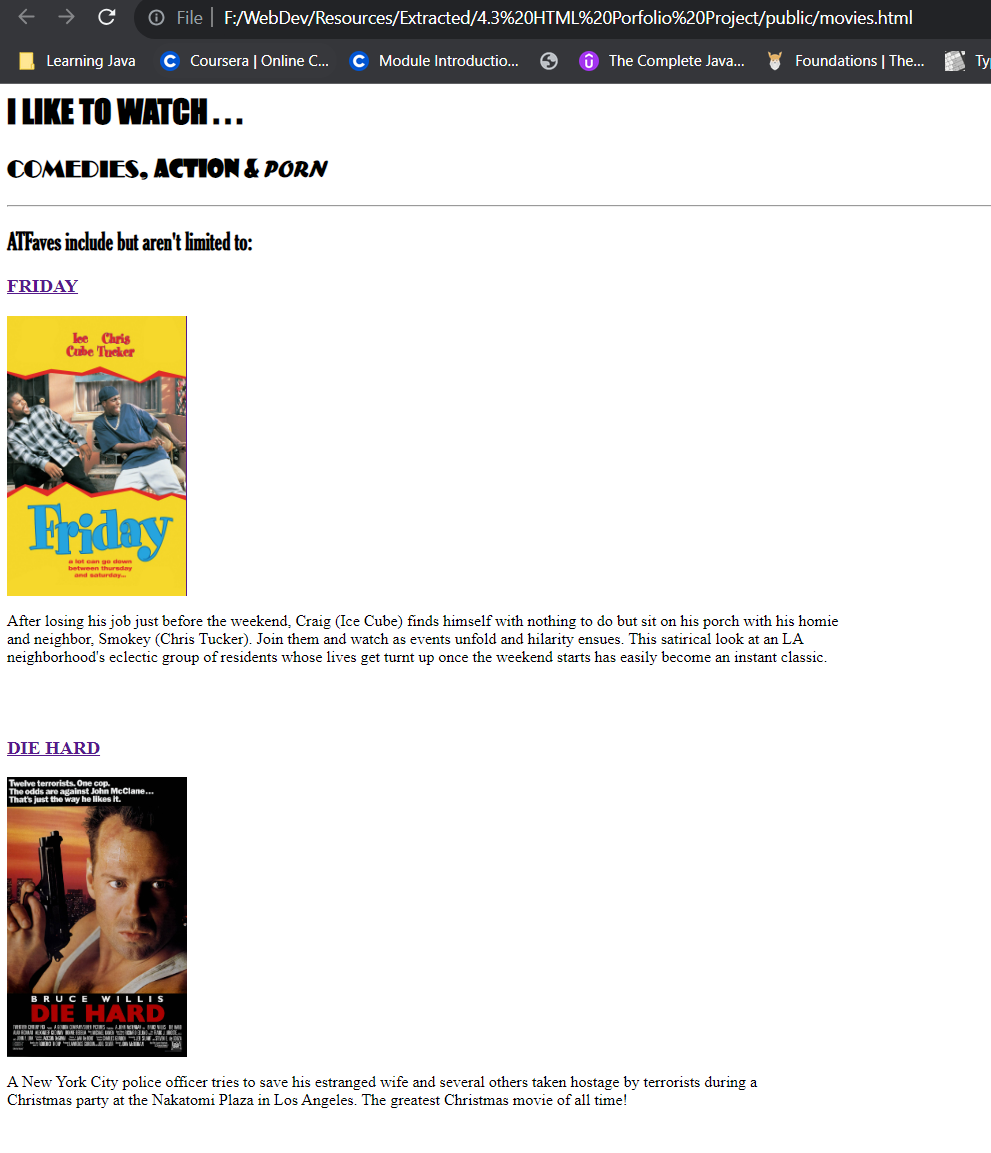 File | F:/WebDev/Resources/Extracted/4.3%20HTML%20Porfolio%20Project/public/movies.html
Learning Java Coursera | Online C... Module Introductio... The Complete Java... Foundations | The... Ty
I LIKE TO WATCH . . .
COMEDIES, ACTION & PORN
ATFaves include but aren't limited to:
FRIDAY
Ice Chris
Cube Tucker
Friday
a lot can go down
between thursday
and saturday...
After losing his job just before the weekend, Craig (Ice Cube) finds himself with nothing to do but sit on his porch with his homie
and neighbor, Smokey (Chris Tucker). Join them and watch as events unfold and hilarity ensues. This satirical look at an LA
neighborhood's eclectic group of residents whose lives get turnt up once the weekend starts has easily become an instant classic.
DIE HARD
Twelve terrorists. One cop.
The odds are against John McClane...
That's just the way he likes it.
BRUCE WILLIS
DIE HARD
A New York City police officer tries to save his estranged wife and several others taken hostage by terrorists during a
Christmas party at the Nakatomi Plaza in Los Angeles. The greatest Christmas movie of all time!